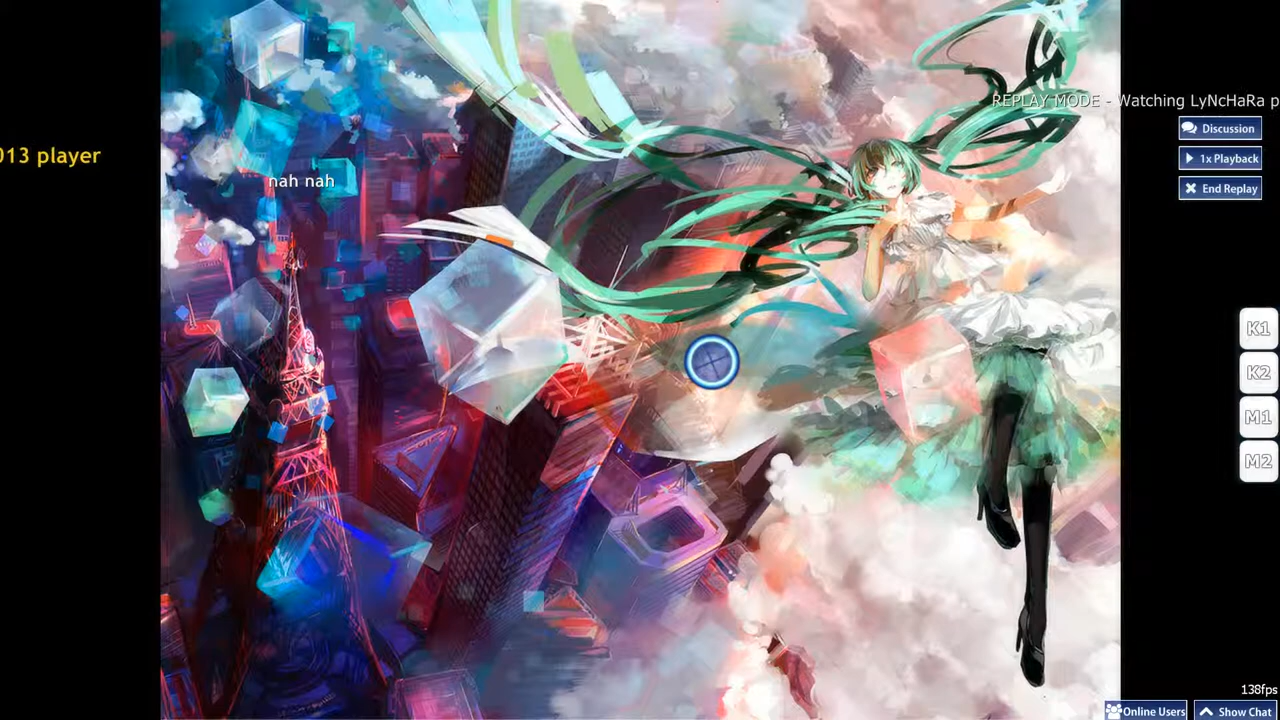 REPLAY MODE - Watching LyNcHaRa p
Discussion
1x Playback
End Replay
013 player
nah nah
K1
K2
M1
M2
138fps
Online Users
Show Chat